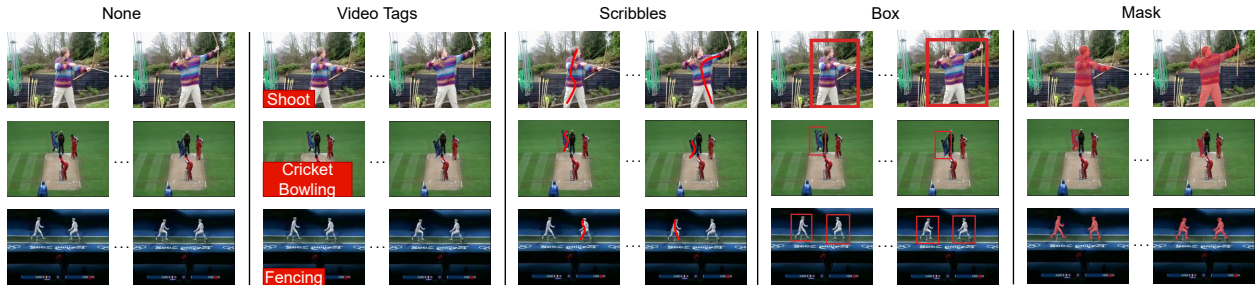 None
Video Tags
Scribbles
Box
Mask
Shoot
Cricket
Bowling
Fencing